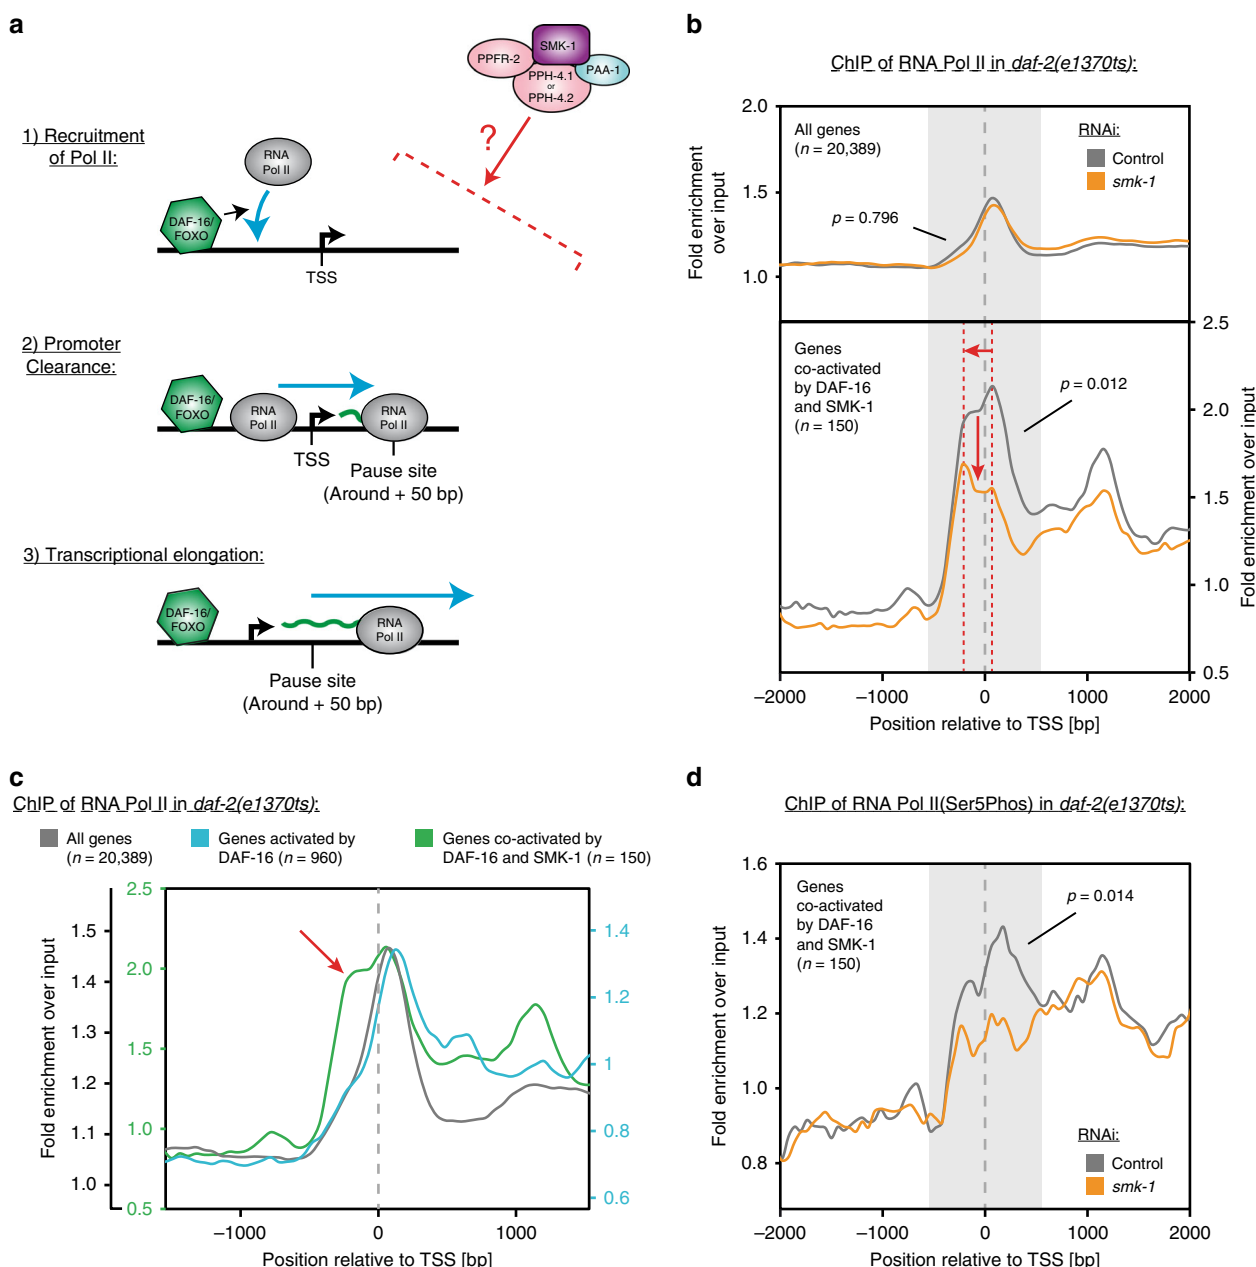 a
SMK-1
PPFR-2
PAA-1
PPH-4.1
or
PPH-4.2
?
1) Recruitment
of Pol II:
RNA
Pol II
DAF-16/
FOXO
TSS
2) Promoter
Clearance:
DAF-16/
FOXO
RNA
Pol II
RNA
Pol II
TSS
Pause site
(Around + 50 bp)
3) Transcriptional elongation:
DAF-16/
FOXO
RNA
Pol II
Pause site
(Around + 50 bp)
b
ChIP of RNA Pol II in daf-2(e1370ts):
2.0
1.5
1.0
Fold enrichment
over input
All genes
(n = 20,389)
RNAi:
Control
smk-1
p = 0.796
2.5
2.0
1.5
1.0
0.5
Fold enrichment over input
Genes
co-activated
by DAF-16
and SMK-1
(n = 150)
p = 0.012
−2000
−1000
0
1000
2000
Position relative to TSS [bp]
c
ChIP of RNA Pol II in daf-2(e1370ts):
All genes
(n = 20,389)
Genes activated by
DAF-16 (n = 960)
Genes co-activated by
DAF-16 and SMK-1 (n = 150)
Fold enrichment over input
1.5
1.4
1.3
1.2
1.1
1.0
2.5
2.0
1.5
1.0
0.5
1.4
1.2
1
0.8
0.6
−1000
0
1000
Position relative to TSS [bp]
d
ChIP of RNA Pol II(Ser5Phos) in daf-2(e1370ts):
Fold enrichment over input
1.6
1.4
1.2
1.0
0.8
Genes
co-activated
by DAF-16
and SMK-1
(n = 150)
p = 0.014
RNAi:
Control
smk-1
−2000
−1000
0
1000
2000
Position relative to TSS [bp]